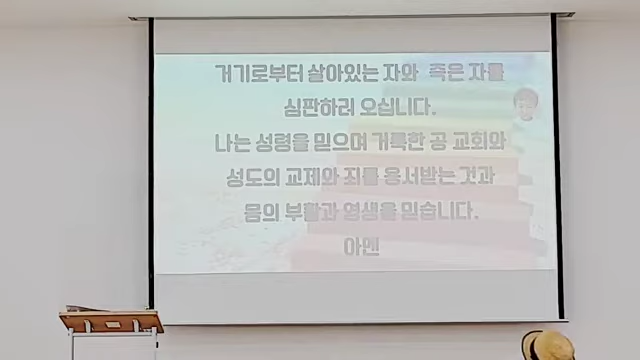 거기로부터 살아있는 자와 죽은 자를
심판하러 오십니다.
나는 성령을 믿으며 거룩한 공 교회와
성도의 교제와 죄를 용서받는 것과
몸의 부활과 영생을 믿습니다.
아멘